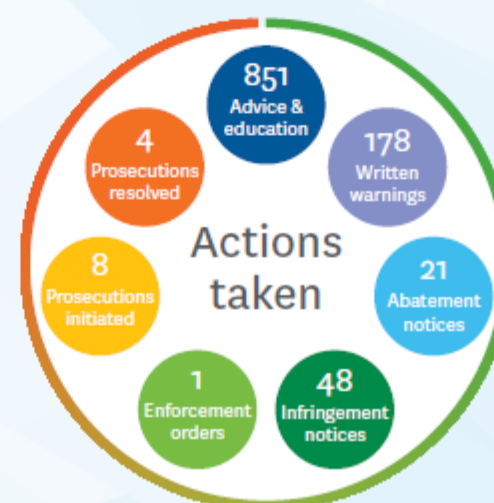 851
Advice &
education
178
Written
warnings
21
Abatement
notices
48
Infringement
notices
1
Enforcement
orders
8
Prosecutions
initiated
4
Prosecutions
resolved
Actions
taken